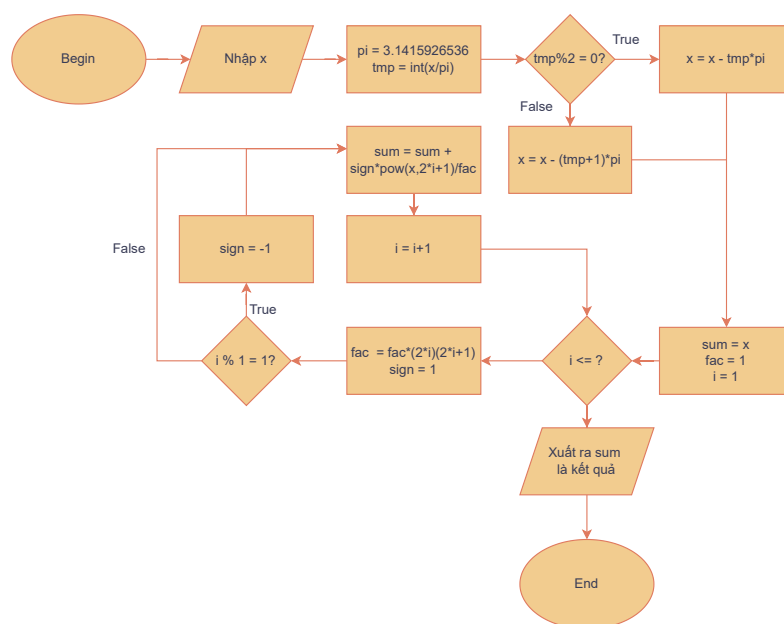 Begin
Nhập x
pi = 3.1415926536
tmp = int(x/pi)
tmp%2 = 0?
True
x = x - tmp*pi
False
x = x - (tmp+1)*pi
sum = sum +
sign*pow(x,2*i+1)/fac
False
sign = -1
i = i+1
True
i % 1 = 1?
fac = fac*(2*i)(2*i+1)
sign = 1
i <= ?
sum = x
fac = 1
i = 1
Xuất ra sum
là kết quả
End